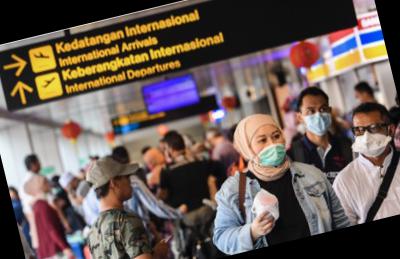 Kedatangan Internasional
International Arrivals
Keberangkatan Internasional
International Departures